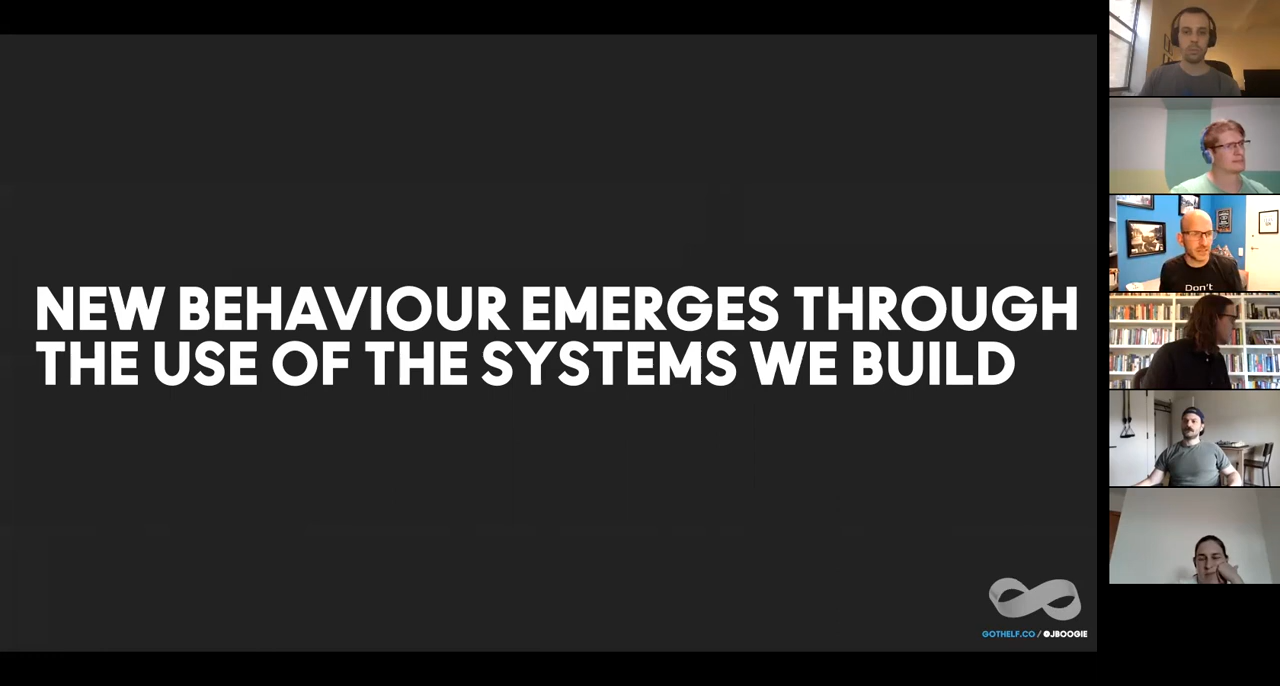 NEW BEHAVIOUR EMERGES THROUGH
THE USE OF THE SYSTEMS WE BUILD
GOTHELF.CO / @JBOOGIE
Don't